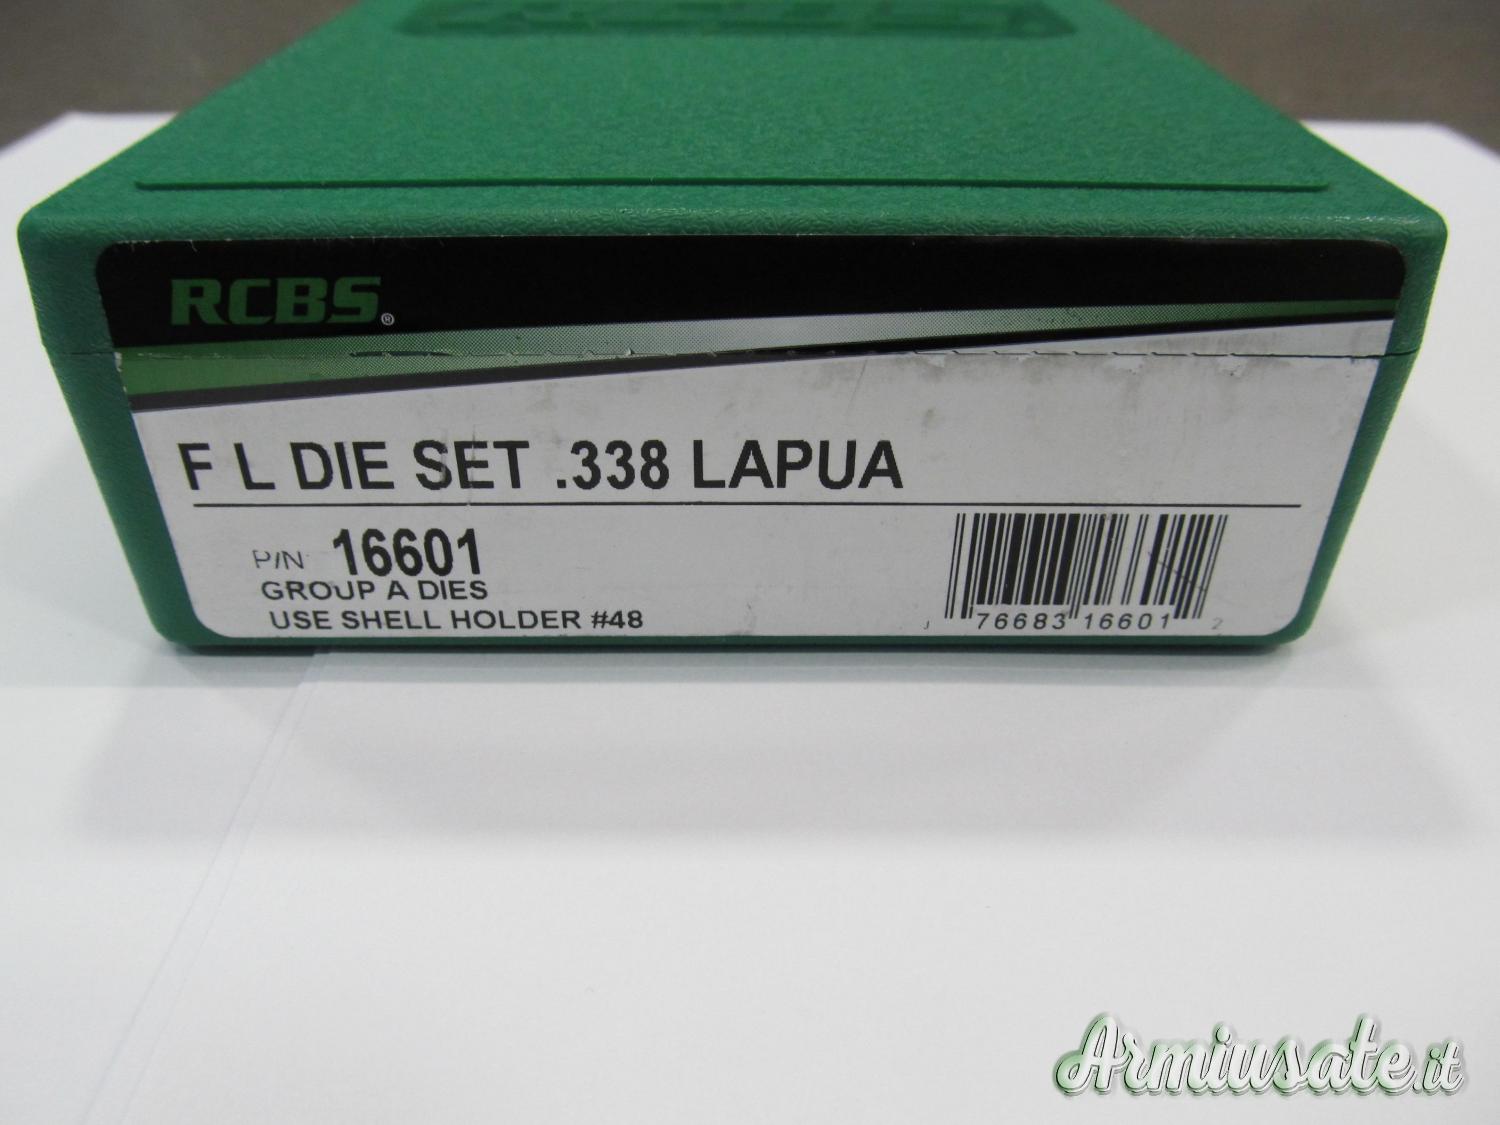 RCBS®
F L DIE SET .338 LAPUA
P/N 16601
GROUP A DIES
USE SHELL HOLDER #48
76683 16601 2
Armiusate.it